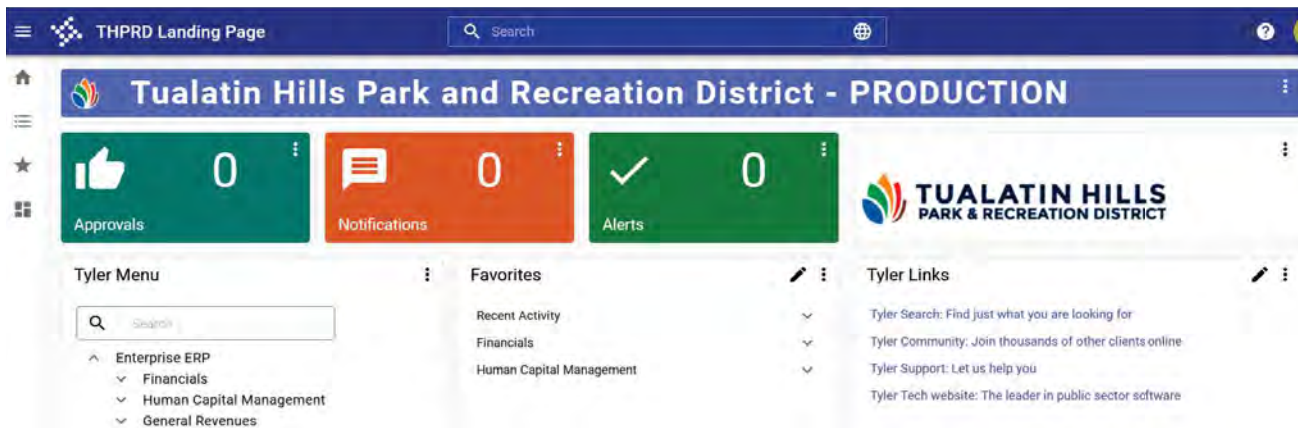 THPRD Landing Page
Search
Tualatin Hills Park and Recreation District - PRODUCTION
0
Approvals
0
Notifications
0
Alerts
TUALATIN HILLS
PARK & RECREATION DISTRICT
Tyler Menu
Search
Enterprise ERP
Financials
Human Capital Management
General Revenues
Favorites
Recent Activity
Financials
Human Capital Management
Tyler Links
Tyler Search: Find just what you are looking for
Tyler Community: Join thousands of other clients online
Tyler Support: Let us help you
Tyler Tech website: The leader in public sector software